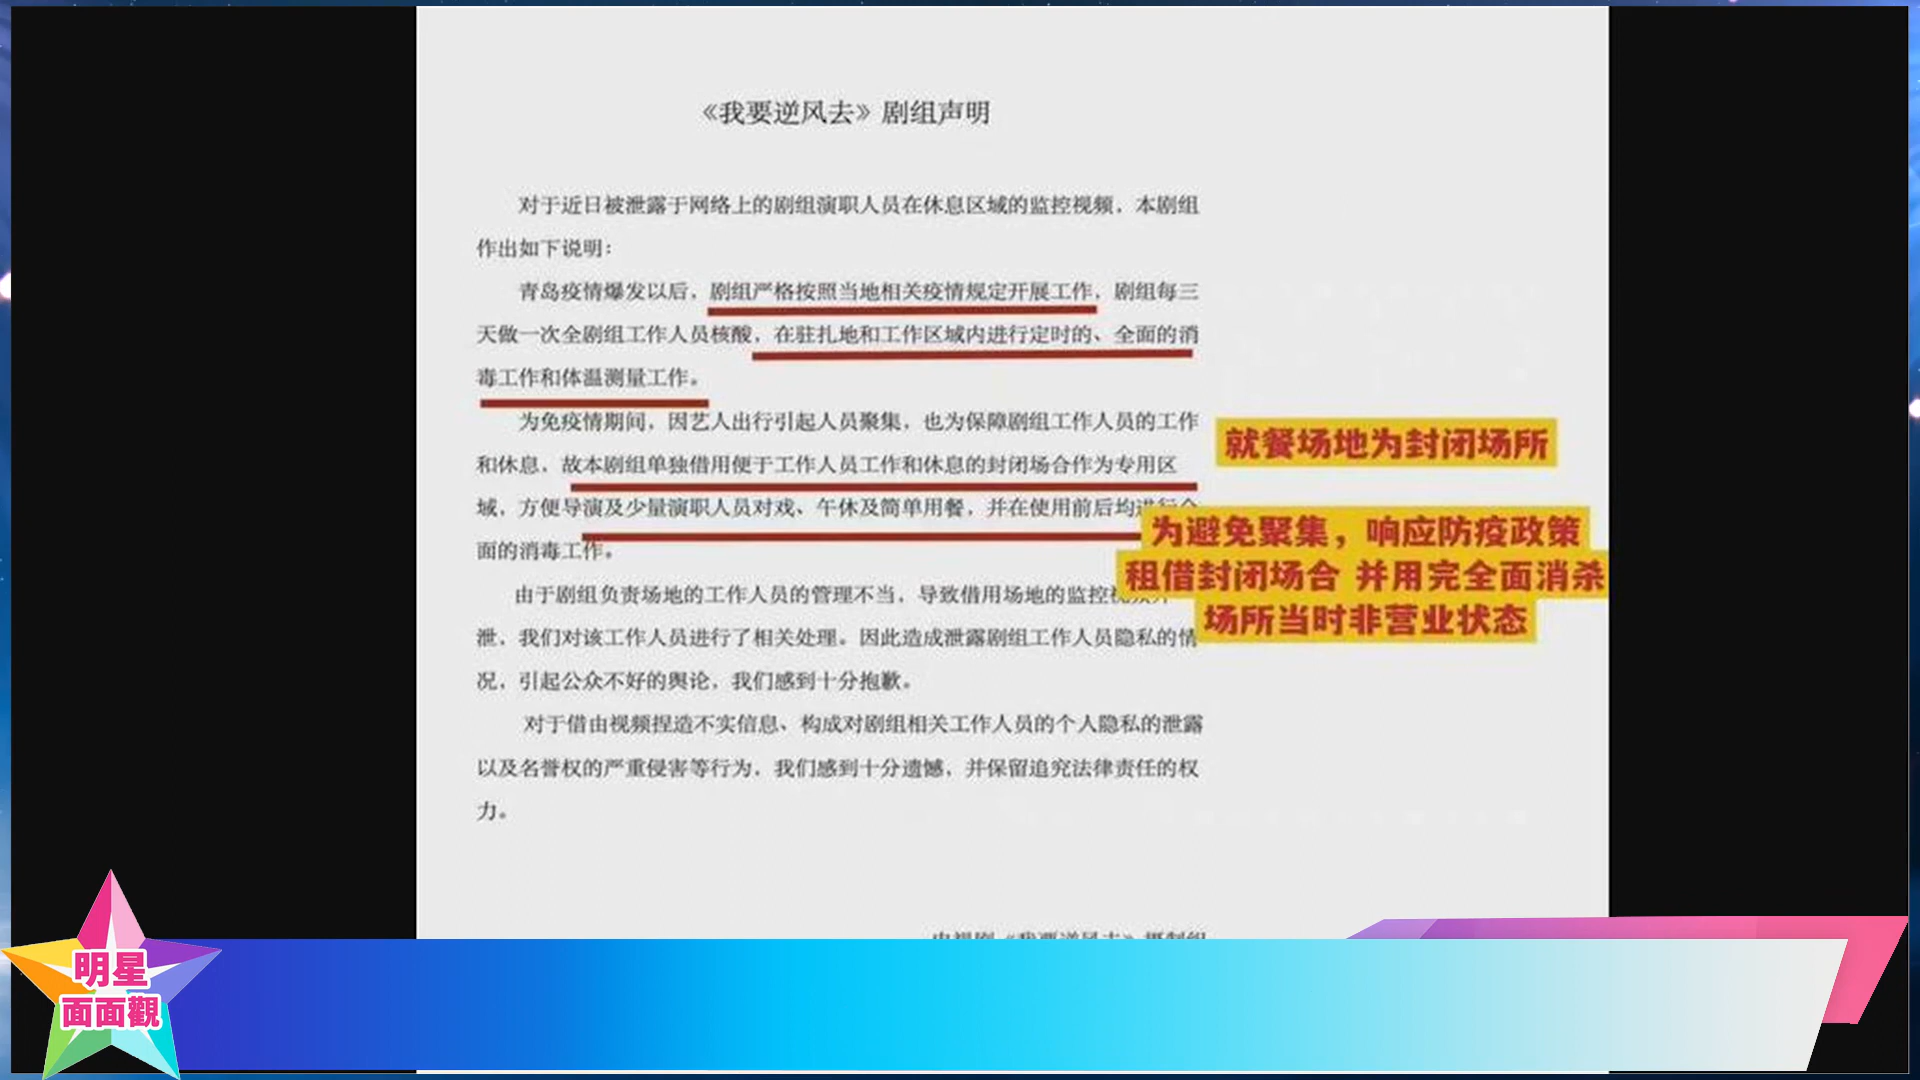 《我要逆风去》剧组声明
对于近日被泄露于网络上的剧组演职人员在休息区域的监控视频，本剧组
作出如下说明：
青岛疫情爆发以后，剧组严格按照当地相关疫情规定开展工作，剧组每三
天做一次全剧组工作人员核酸，在驻扎地和工作区域内进行定时的、全面的消
毒工作和体温测量工作。
为免疫情期间，因艺人出行引起人员聚集，也为保障剧组工作人员的工作
和休息，故本剧组单独借用便于工作人员工作和休息的封闭场合作为专用区
域，方便导演及少量演职人员对戏、午休及简单用餐，并在使用前后均进行全
面的消毒工作。
由于剧组负责场地的工作人员的管理不当，导致借用场地的监控视频外
泄，我们对该工作人员进行了相关处理。因此造成泄露剧组工作人员隐私的情
况，引起公众不好的舆论，我们感到十分抱歉。
对于借由视频捏造不实信息、构成对剧组相关工作人员的个人隐私的泄露
以及名誉权的严重侵害等行为，我们感到十分遗憾，并保留追究法律责任的权
力。
就餐场地为封闭场所
为避免聚集，响应防疫政策
租借封闭场合 并用完全面消杀
场所当时非营业状态
电视剧《我要逆风去》摄制组
明星
面面觀